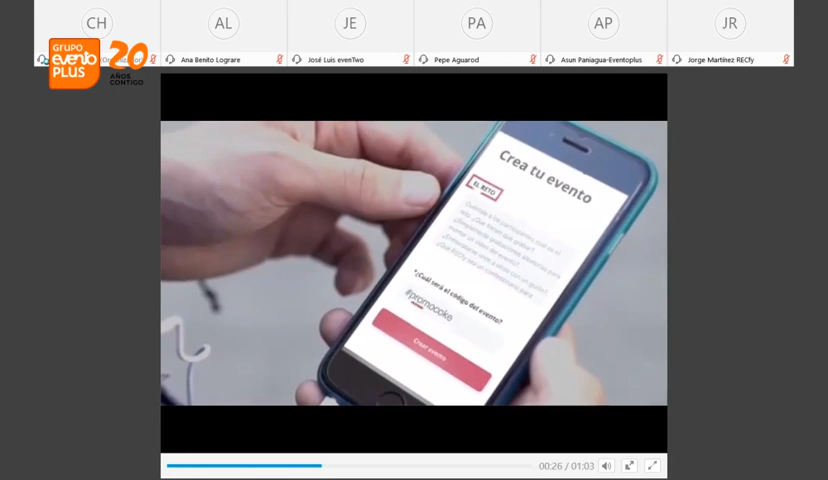 CH
AL
JE
PA
AP
JR
Ana Benito Lograre
José Luis evenTwo
Pepe Aguarod
Asun Paniagua-Eventoplus
Jorge Martínez RECfy
GRUPO
evento
PLUS
20
AÑOS
CONTIGO
Crea tu evento
EL RETO
*¿Cuál será el código del evento?
#promocoke
Crear evento
00:26 / 01:03